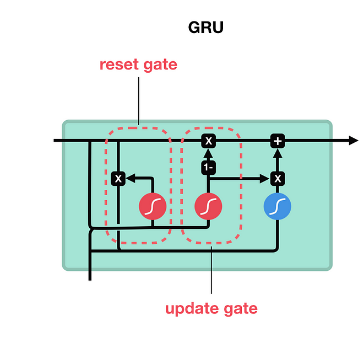 GRU
reset gate
x
+
1-
x
x
update gate